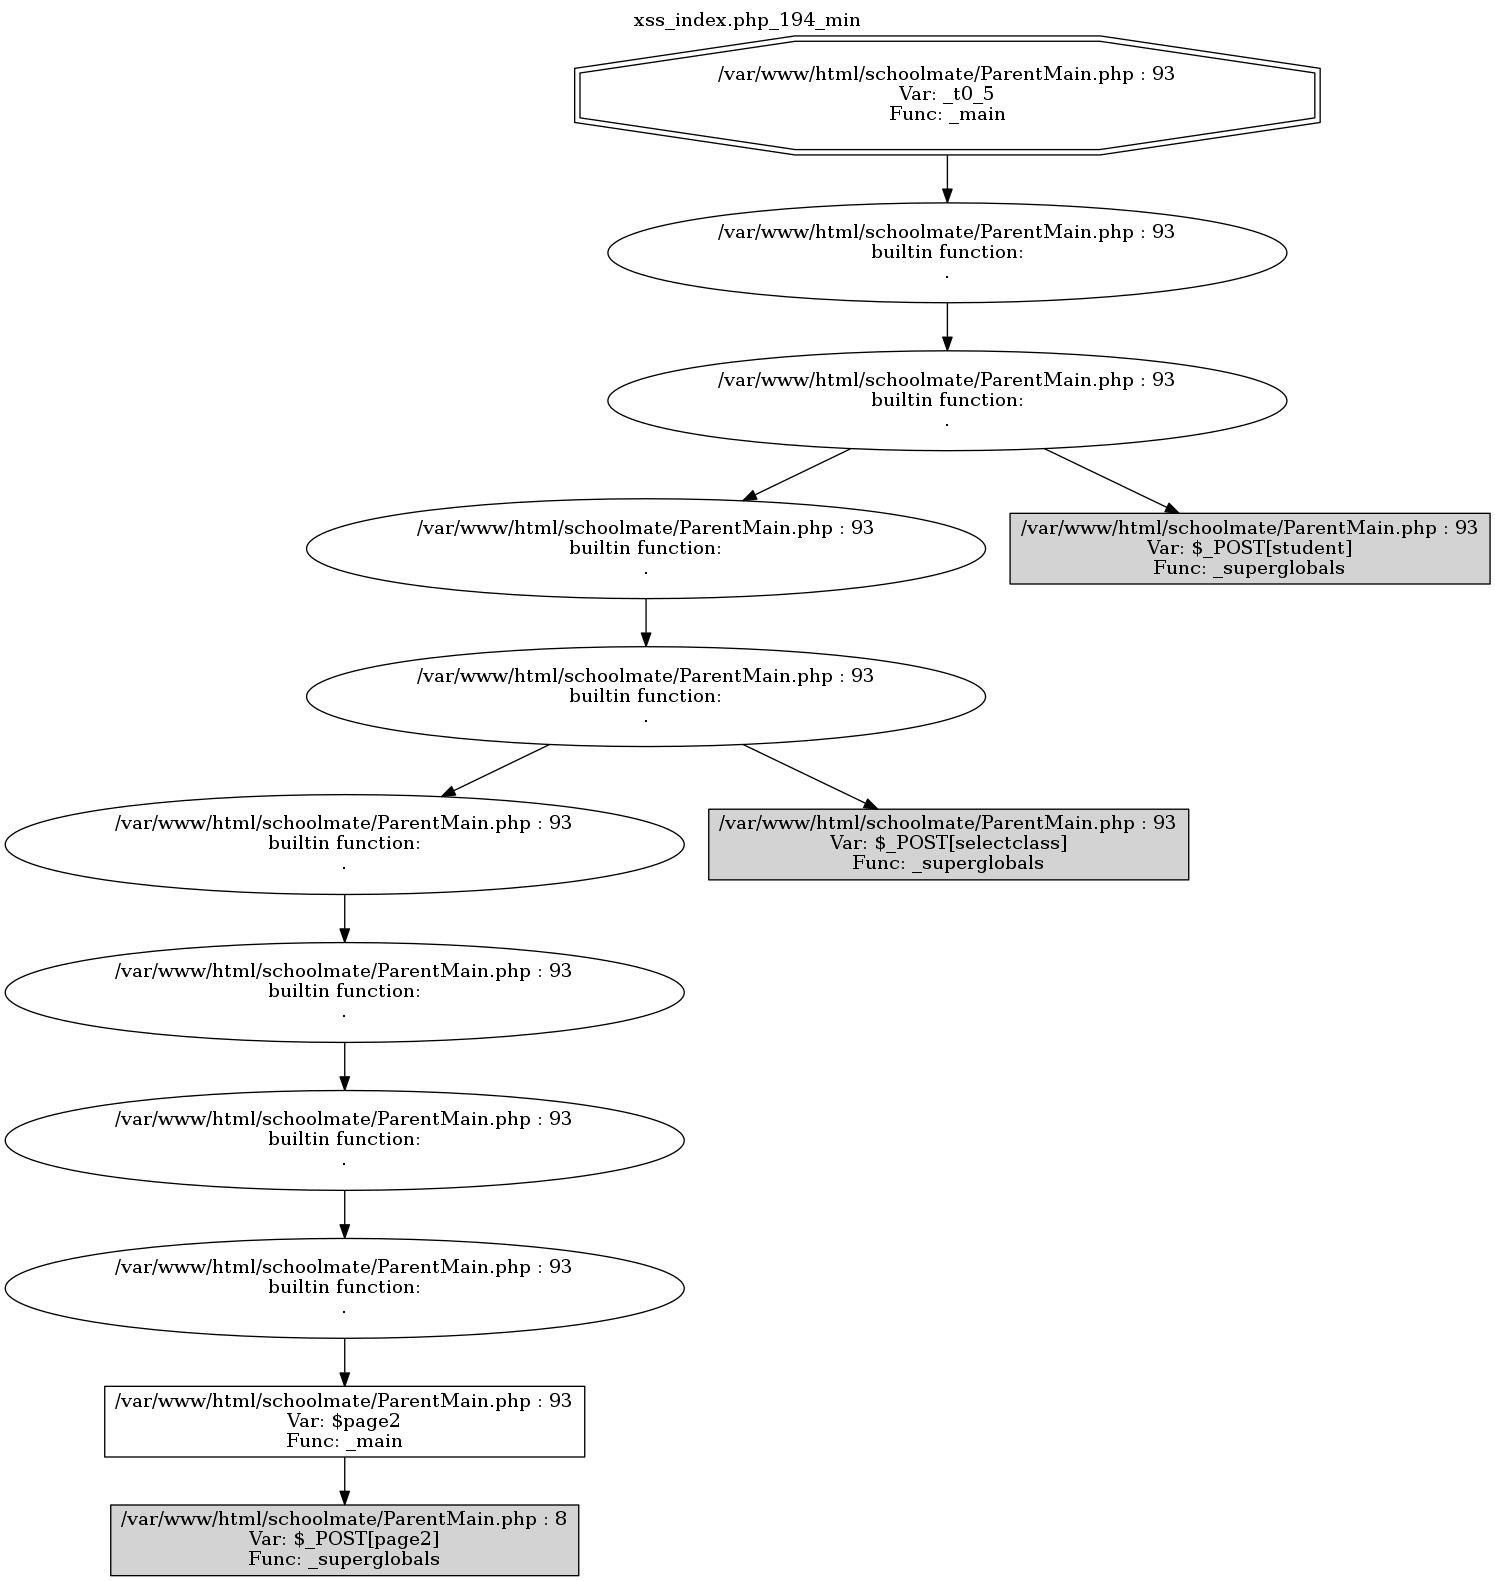 xss_index.php_194_min
/var/www/html/schoolmate/ParentMain.php : 93
Var: _t0_5
Func: _main
/var/www/html/schoolmate/ParentMain.php : 93
builtin function:
.
/var/www/html/schoolmate/ParentMain.php : 93
builtin function:
.
/var/www/html/schoolmate/ParentMain.php : 93
builtin function:
.
/var/www/html/schoolmate/ParentMain.php : 93
Var: $_POST[student]
Func: _superglobals
/var/www/html/schoolmate/ParentMain.php : 93
builtin function:
.
/var/www/html/schoolmate/ParentMain.php : 93
builtin function:
.
/var/www/html/schoolmate/ParentMain.php : 93
Var: $_POST[selectclass]
Func: _superglobals
/var/www/html/schoolmate/ParentMain.php : 93
builtin function:
.
/var/www/html/schoolmate/ParentMain.php : 93
builtin function:
.
/var/www/html/schoolmate/ParentMain.php : 93
builtin function:
.
/var/www/html/schoolmate/ParentMain.php : 93
Var: $page2
Func: _main
/var/www/html/schoolmate/ParentMain.php : 8
Var: $_POST[page2]
Func: _superglobals